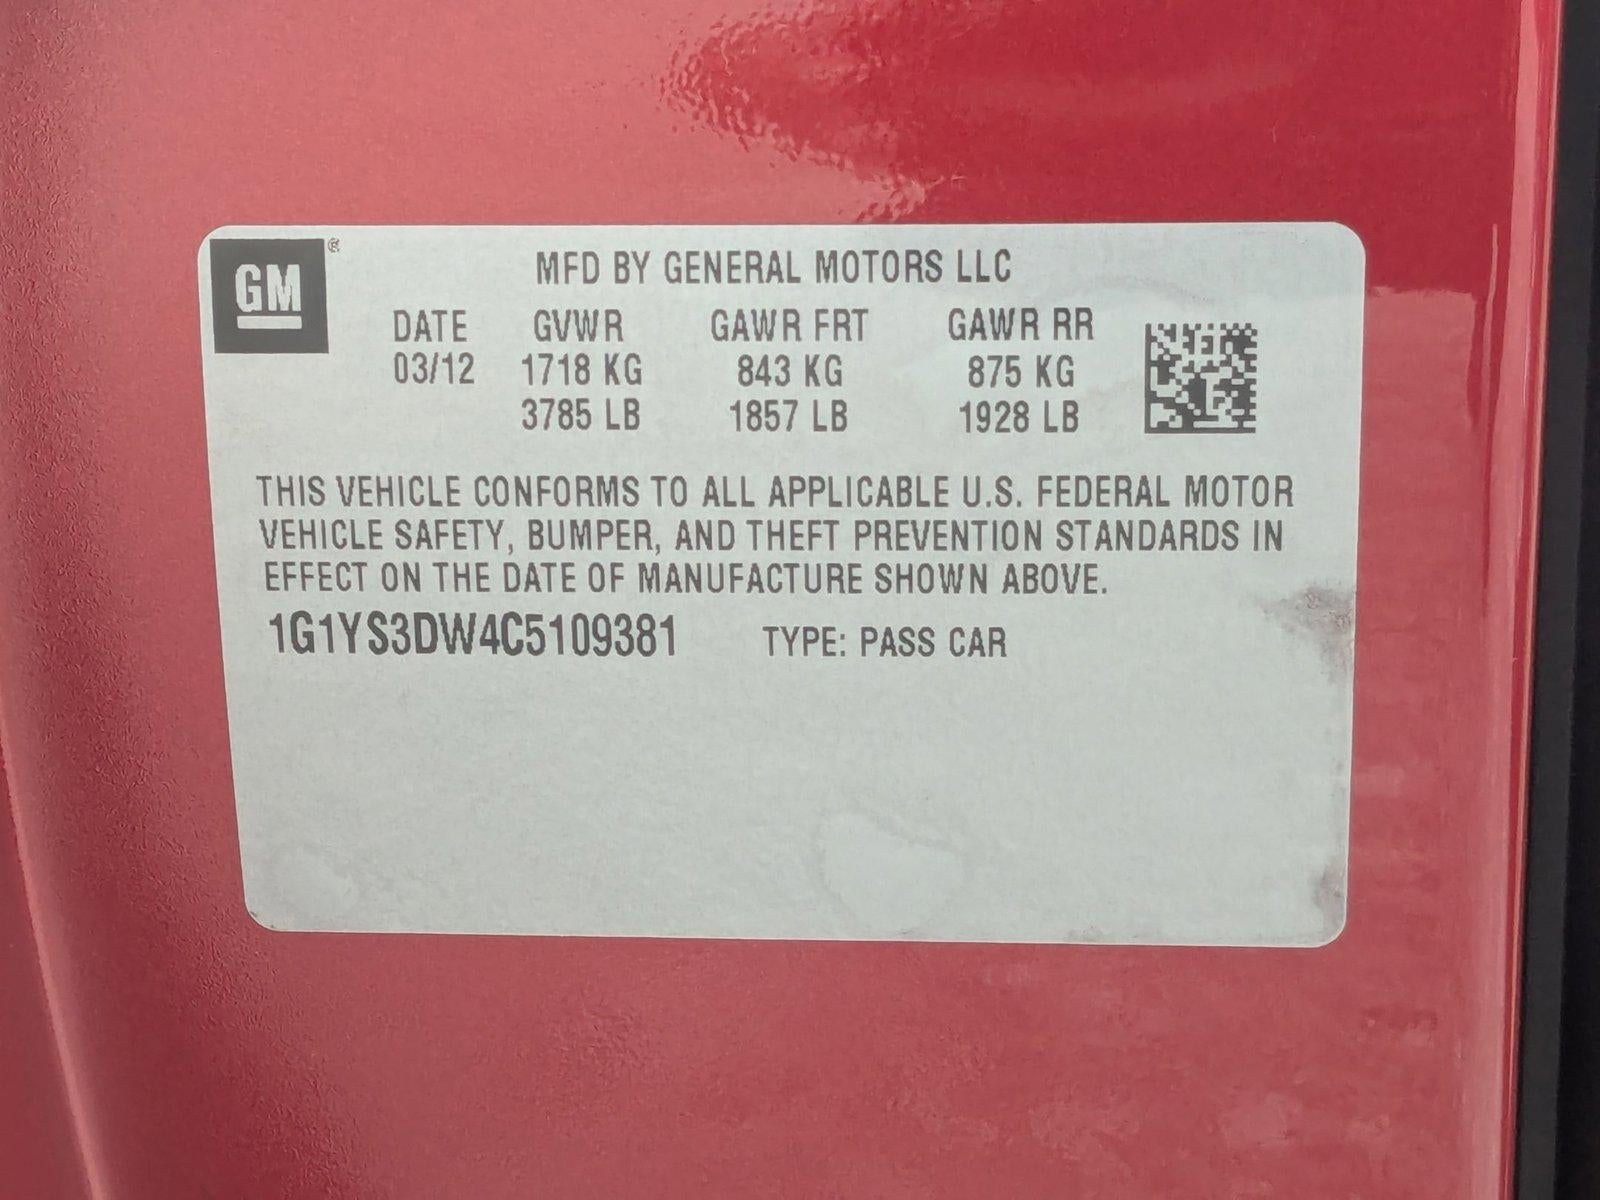 GM ®
MFD BY GENERAL MOTORS LLC
DATE GVWR GAWR FRT GAWR RR
03/12 1718 KG 843 KG 875 KG
3785 LB 1857 LB 1928 LB
THIS VEHICLE CONFORMS TO ALL APPLICABLE U.S. FEDERAL MOTOR
VEHICLE SAFETY, BUMPER, AND THEFT PREVENTION STANDARDS IN
EFFECT ON THE DATE OF MANUFACTURE SHOWN ABOVE.
1G1YS3DW4C5109381 TYPE: PASS CAR